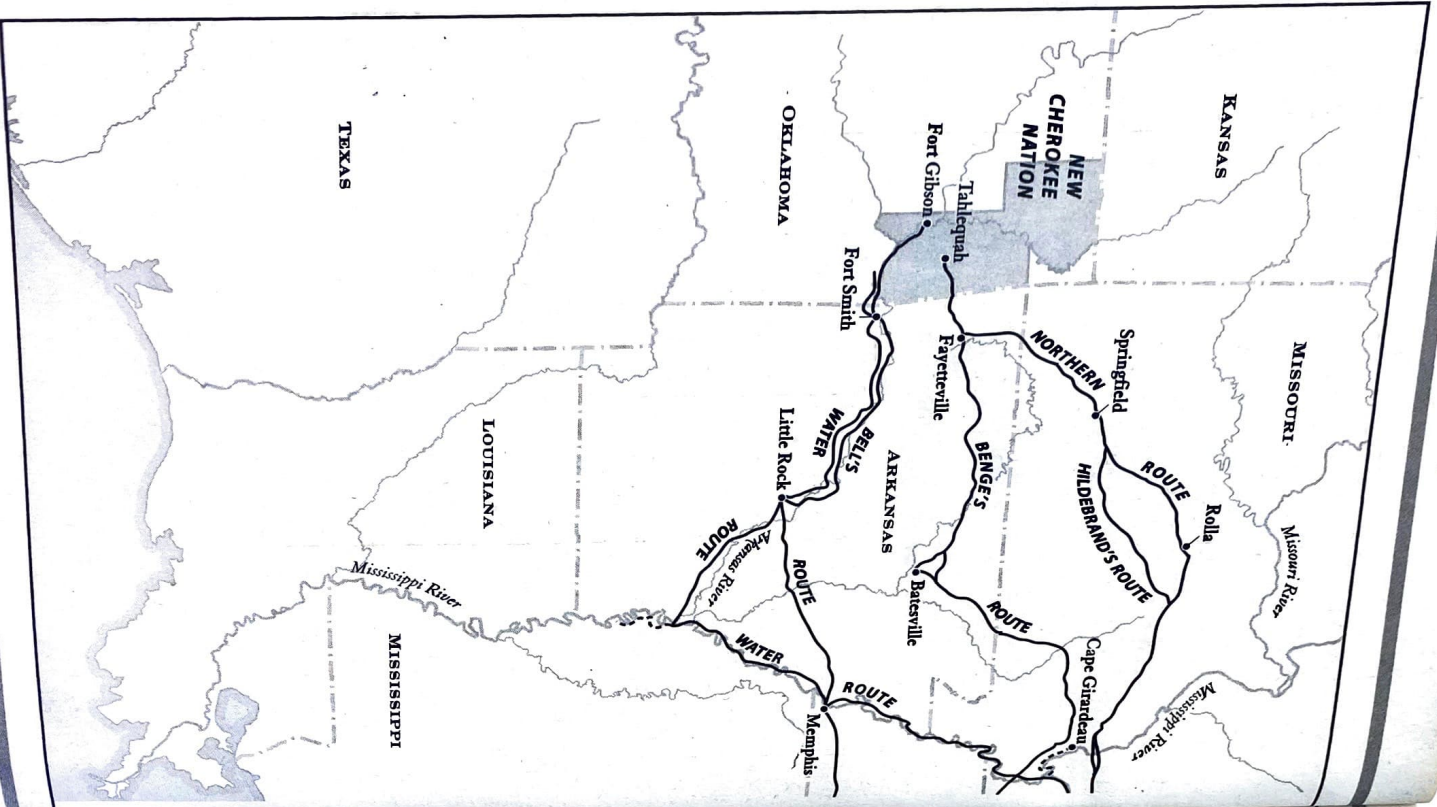 KANSAS
MISSOURI
Missouri River
NEW
CHEROKEE
NATION
Springfield
Rolla
NORTHERN
ROUTE
HILDEBRAND'S ROUTE
Mississippi River
Cape Girardeau
Tahlequah
Fort Gibson
Fayetteville
BENGE'S
ROUTE
Batesville
OKLAHOMA
Fort Smith
ARKANSAS
BELL'S
WATER
Little Rock
ROUTE
ROUTE
Arkansas River
WATER
ROUTE
Memphis
TEXAS
LOUISIANA
Mississippi River
MISSISSIPPI